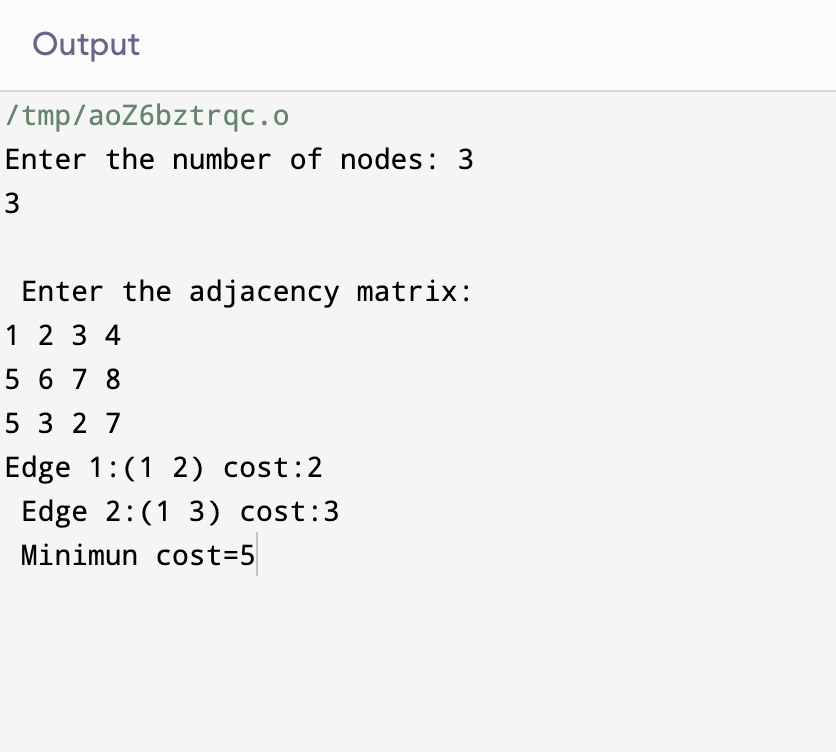 Output
/tmp/aoZ6bztrqc.o
Enter the number of nodes: 3
3
Enter the adjacency matrix:
1 2 3 4
5 6 7 8
5 3 2 7
Edge 1:(1 2) cost:2
Edge 2:(1 3) cost:3
Minimun cost=5